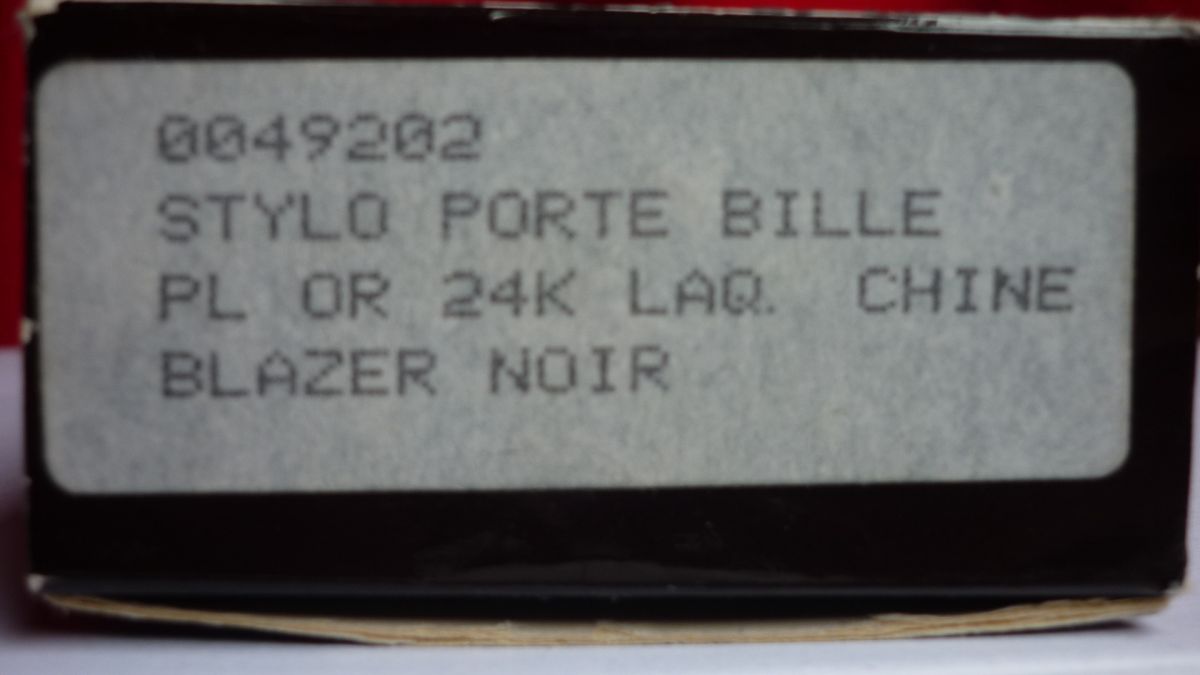 0049202
STYLO PORTE BILLE
PL OR 24K LAQ. CHINE
BLAZER NOIR